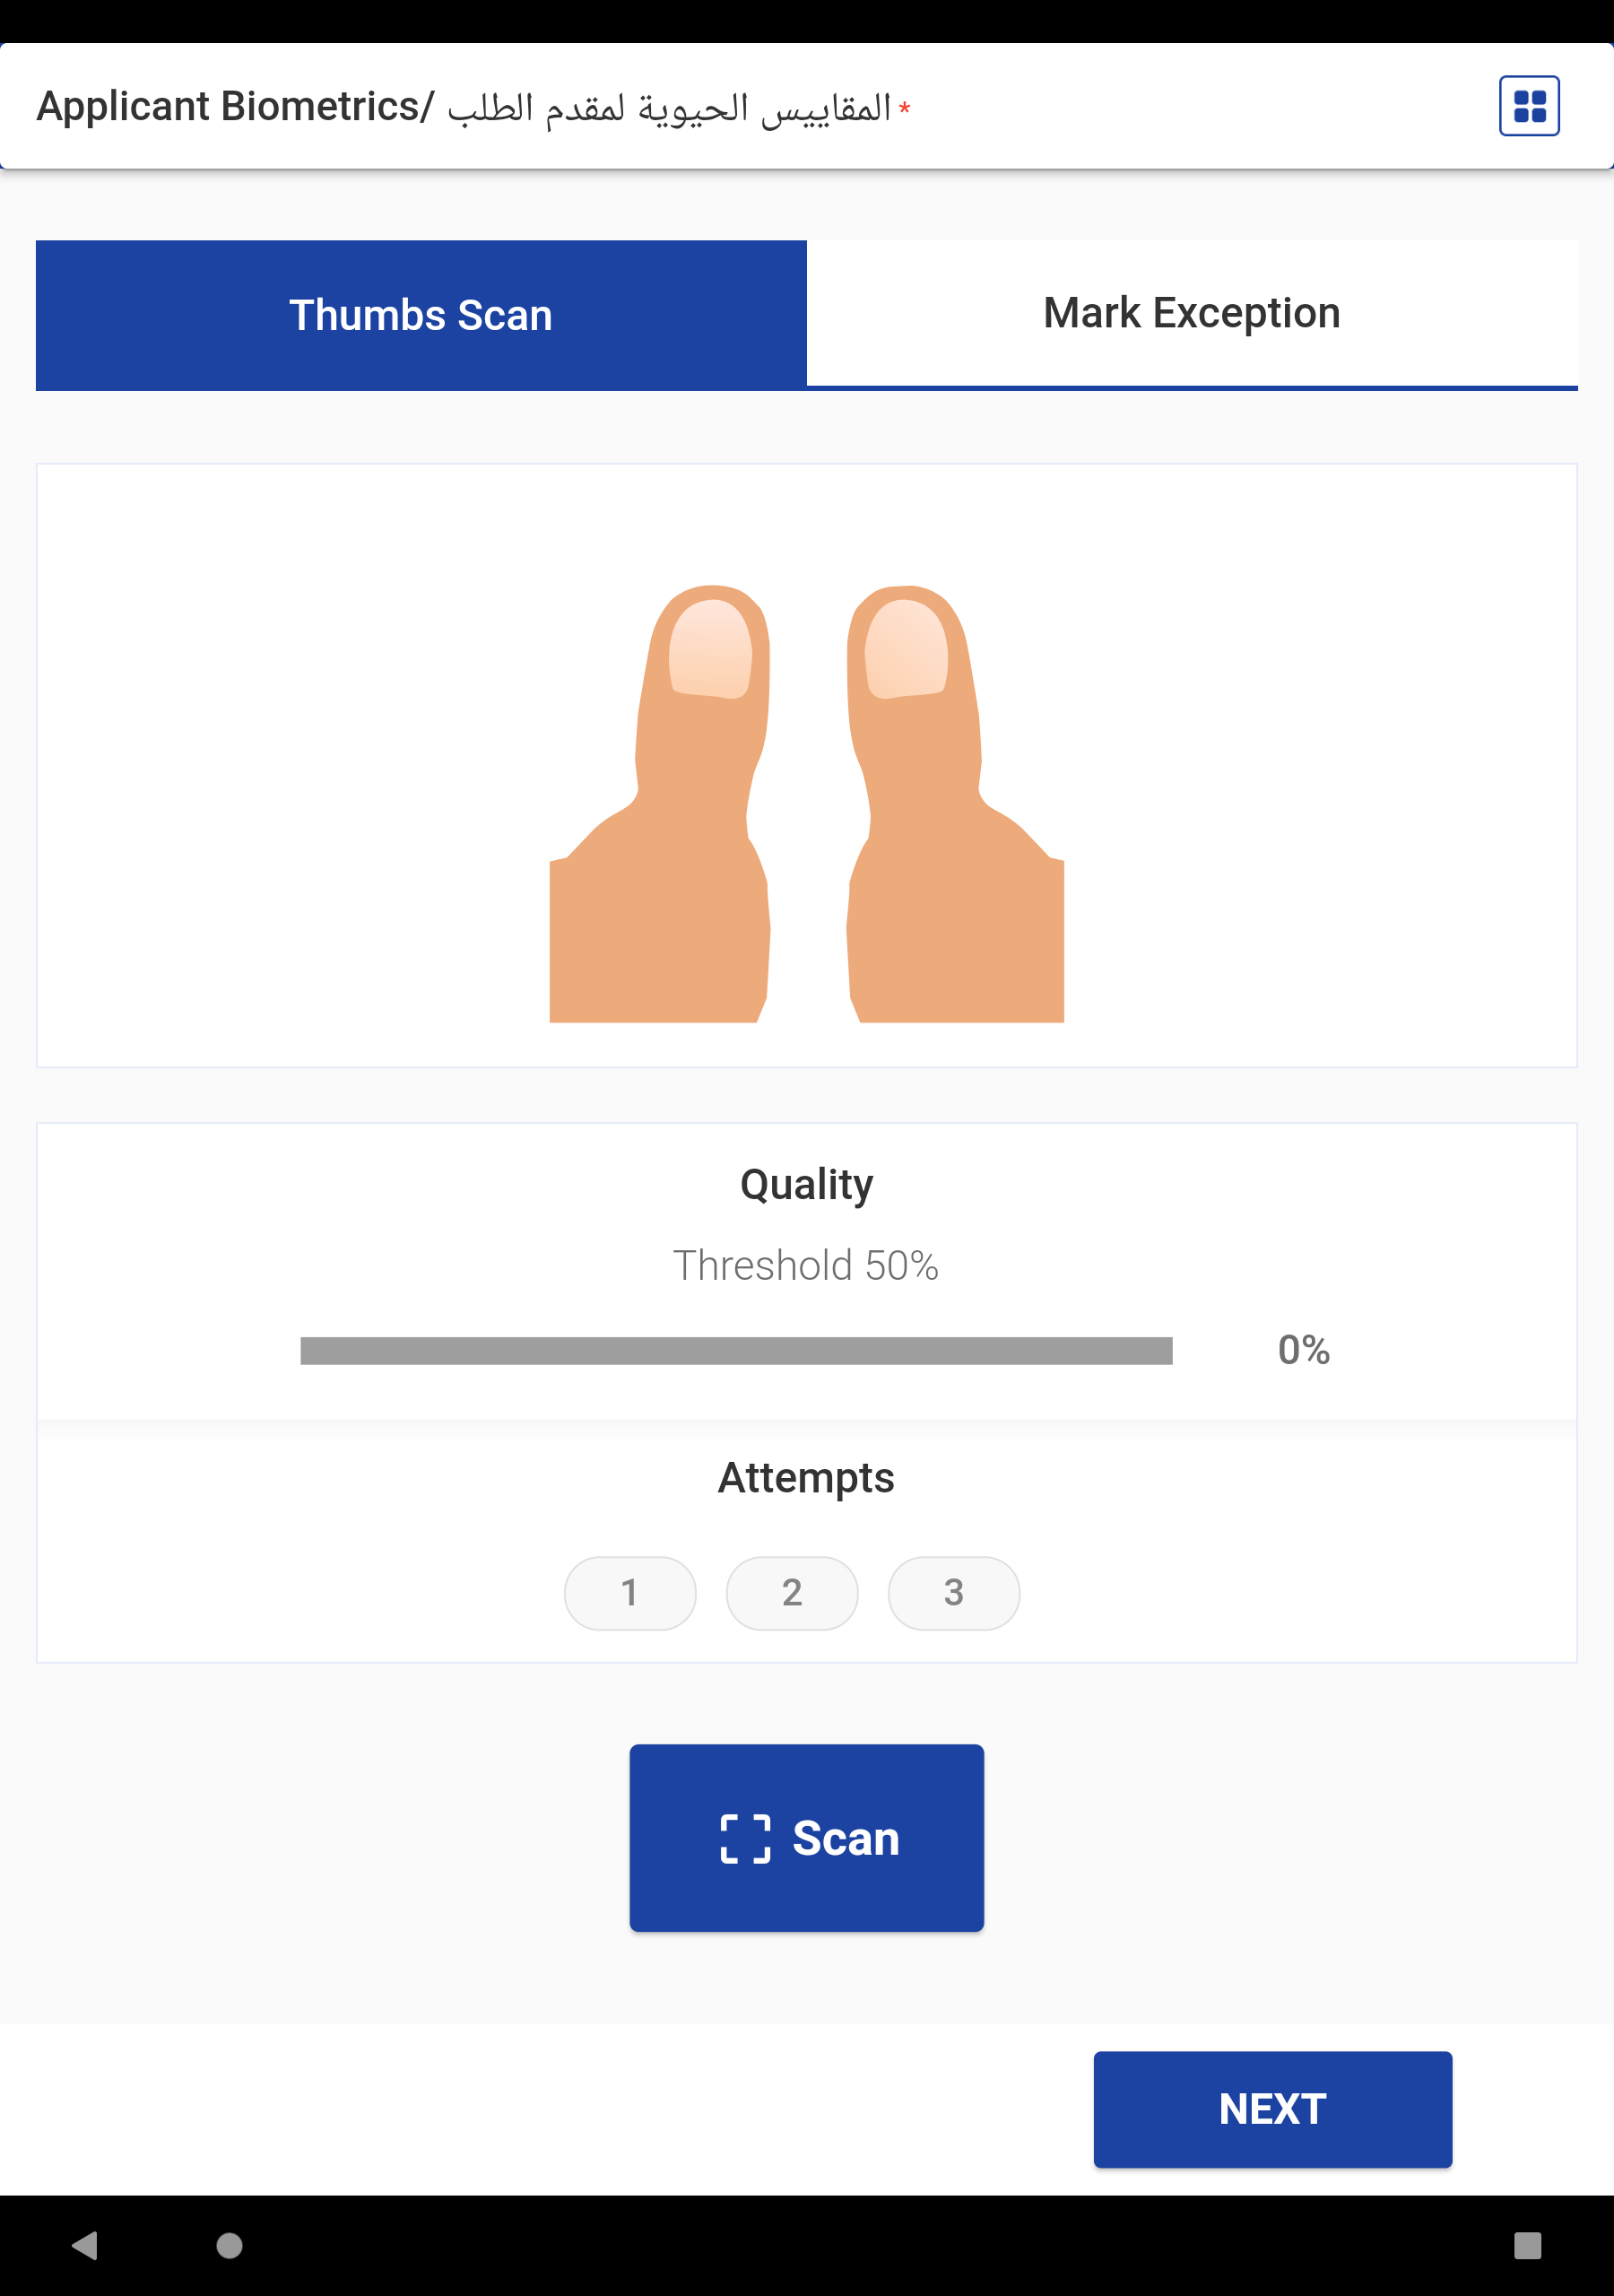 Applicant Biometrics/ المقاييس الحيوية لمقدم الطلب *
Thumbs Scan
Mark Exception
Quality
Threshold 50%
0%
Attempts
1 2 3
Scan
NEXT